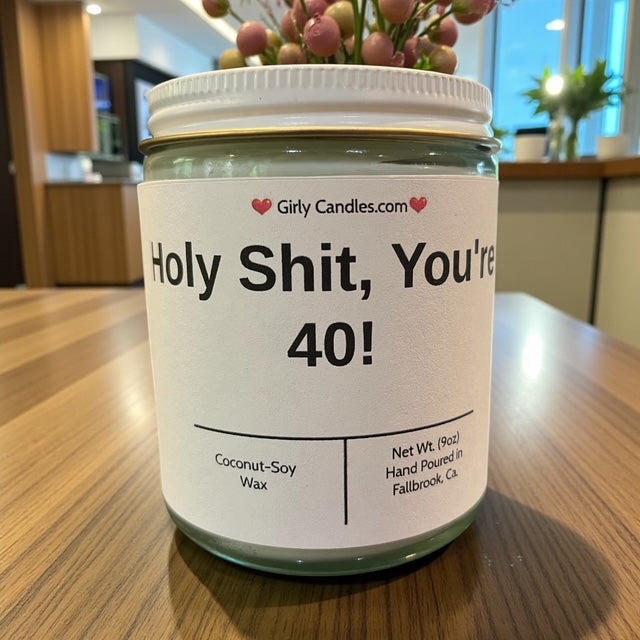 ❤️ Girly Candles.com ❤️
Holy Shit, You're
40!
Coconut-Soy
Wax
Net Wt. (9oz)
Hand Poured in
Fallbrook, Ca.